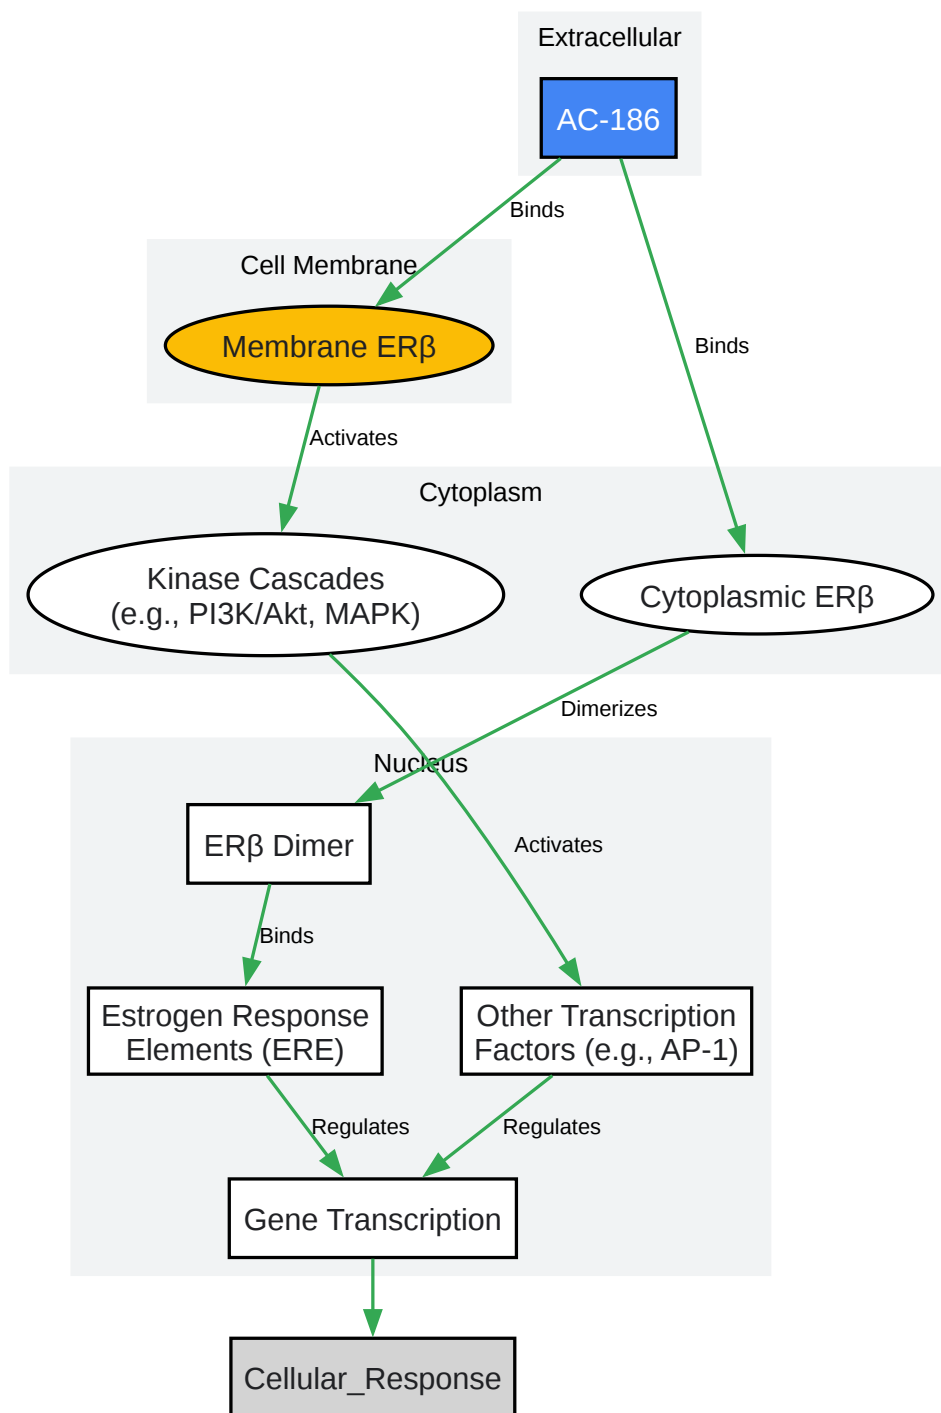 Extracellular
AC-186
Binds
Cell Membrane
Membrane ERβ
Binds
Activates
Cytoplasm
Kinase Cascades
(e.g., PI3K/Akt, MAPK)
Cytoplasmic ERβ
Dimerizes
Nucleus
ERβ Dimer
Activates
Binds
Estrogen Response
Elements (ERE)
Other Transcription
Factors (e.g., AP-1)
Regulates
Regulates
Gene Transcription
Cellular_Response